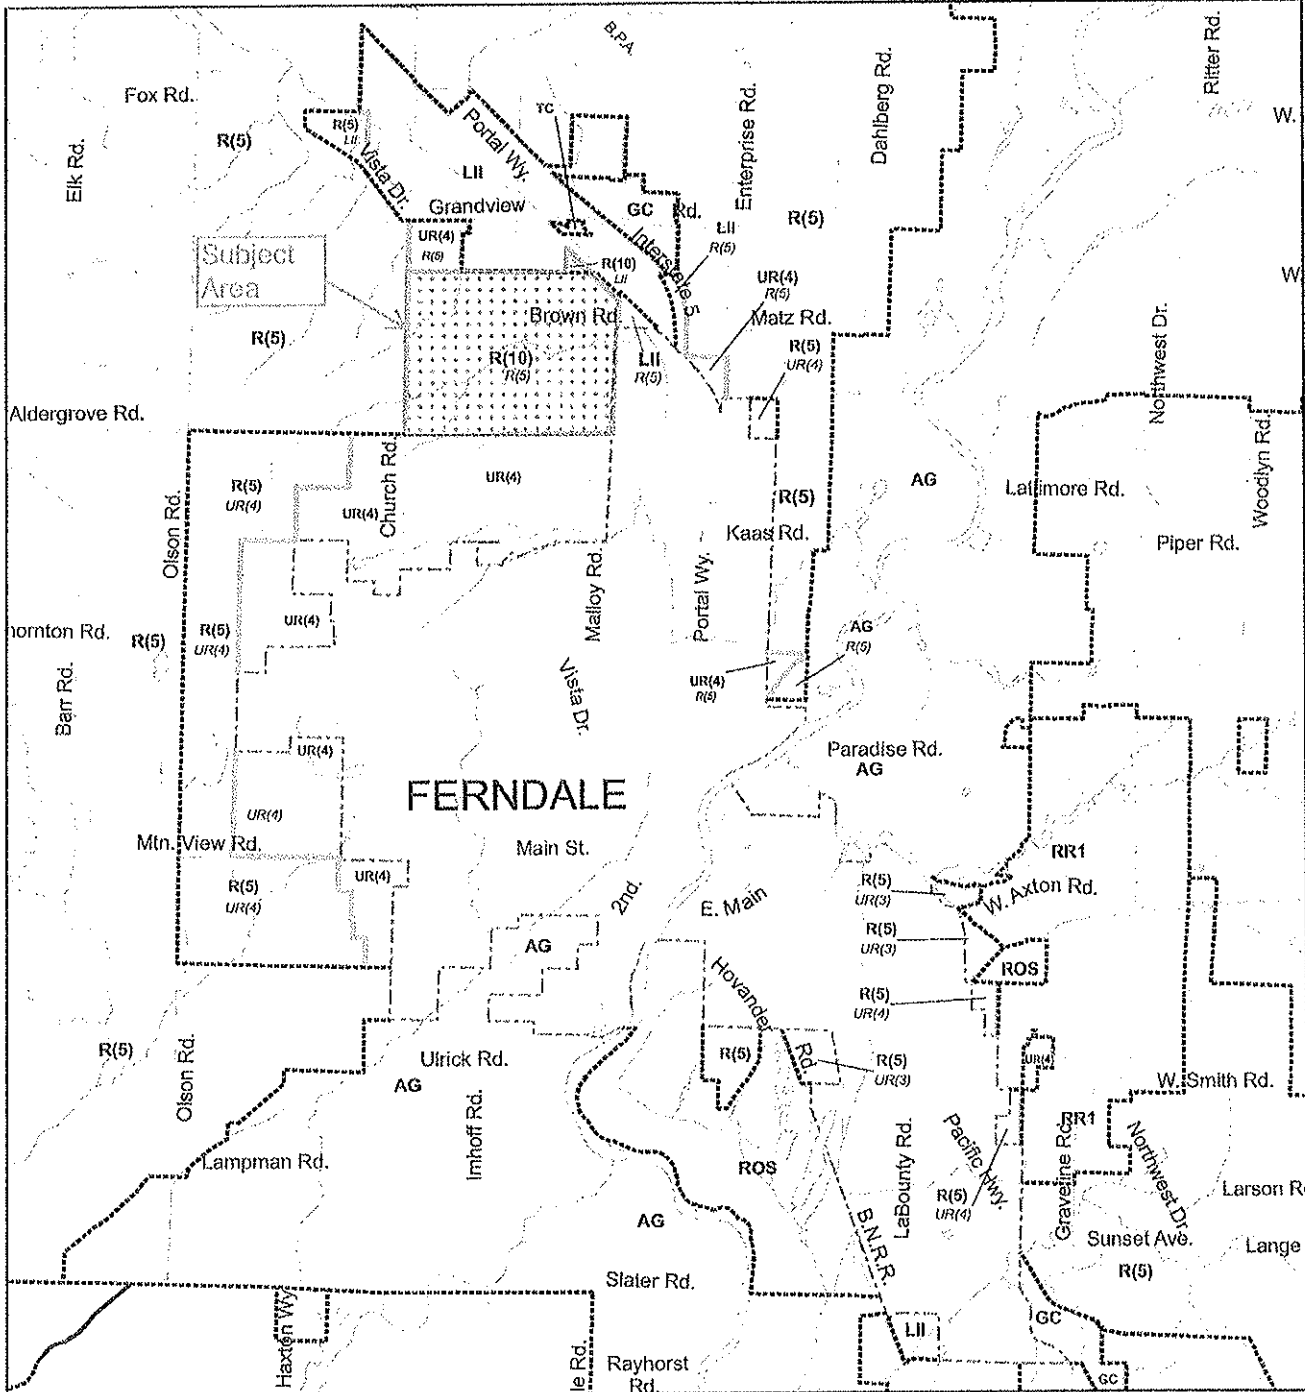 B.P.A.
Ritter Rd.
Fox Rd.
TC
Enterprise Rd.
Dahlberg Rd.
W.
R(5)
LII
R(5)
Portal Wy.
Elk Rd.
Vista Dr.
LII
Grandview
GC
Rd.
LII
R(5)
R(5)
UR(4)
R(5)
Interstate 5
Subject
Area
R(10)
LII
UR(4)
R(5)
W.
Brown Rd.
Matz Rd.
Northwest Dr.
R(5)
R(10)
R(5)
LII
R(5)
R(5)
UR(4)
Aldergrove Rd.
Woodlyn Rd.
Church Rd.
UR(4)
AG
R(5)
UR(4)
R(5)
Lattimore Rd.
Olson Rd.
UR(4)
Kaas Rd.
Piper Rd.
Malloy Rd.
Portal Wy.
UR(4)
hornton Rd.
R(5)
R(5)
UR(4)
AG
R(5)
Barr Rd.
Vista Dr.
UR(4)
R(5)
UR(4)
Paradise Rd.
AG
FERNDALE
UR(4)
Mtn. View Rd.
Main St.
RR1
UR(4)
R(5)
UR(4)
2nd.
E. Main
R(5)
UR(3)
W. Axton Rd.
AG
R(5)
UR(3)
ROS
Hovander
Rd.
R(5)
UR(4)
R(5)
Olson Rd.
Ulrick Rd.
R(5)
R(5)
UR(3)
UR(4)
AG
W. Smith Rd.
Imhoff Rd.
RR1
Lampman Rd.
ROS
LaBounty Rd.
Pacific Hwy.
Graveline Rd.
Northwest Dr.
R(5)
UR(4)
Larson R
AG
B.N.R.R.
Sunset Ave.
Lange
Slater Rd.
R(5)
Haxton Wy
LII
GC
le Rd.
Rayhorst
Rd.
GC